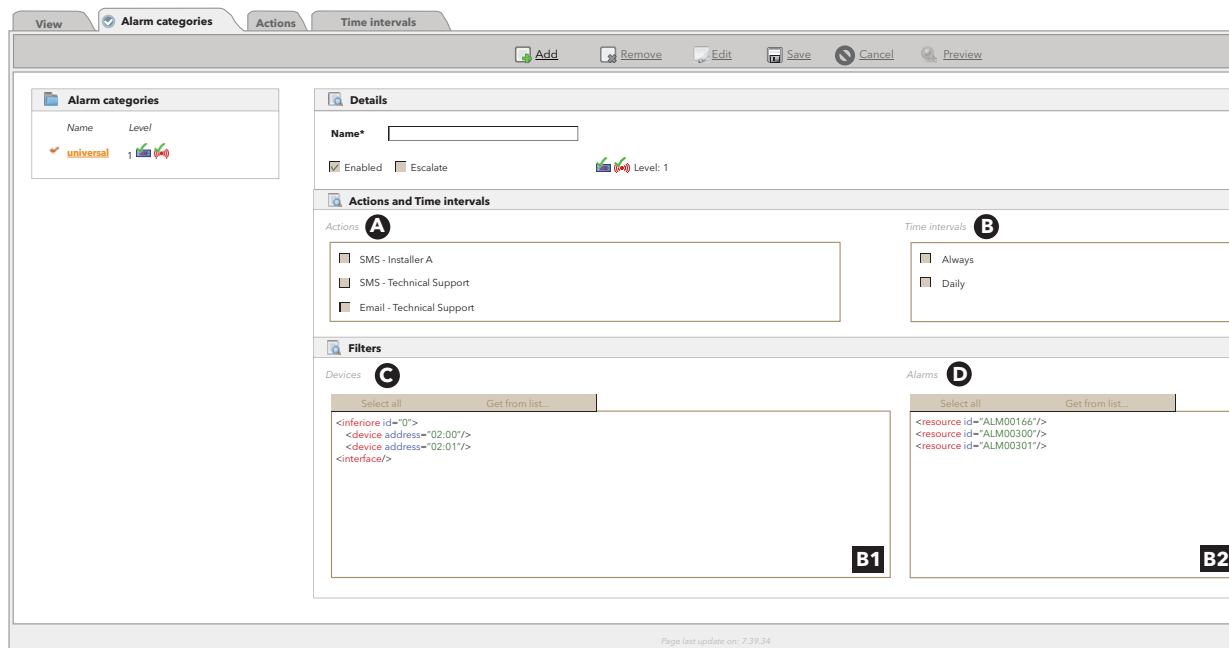 View Alarm categories Actions Time intervals
Add Remove Edit Save Cancel Preview
Alarm categories
Name Level
universal 1
Details
Name*
Enabled Escalate Level: 1
Actions and Time intervals
Actions A
SMS - Installer A
SMS - Technical Support
Email - Technical Support
Time intervals B
Always
Daily
Filters
Devices C
Select all Get from list...
<inferiore id="0">
<device address="02:00"/>
<device address="02:01"/>
<interface/>
B1
Alarms D
Select all Get from list...
<resource id="ALM00166"/>
<resource id="ALM00300"/>
<resource id="ALM00301"/>
B2
Page last update on: 7.39.34